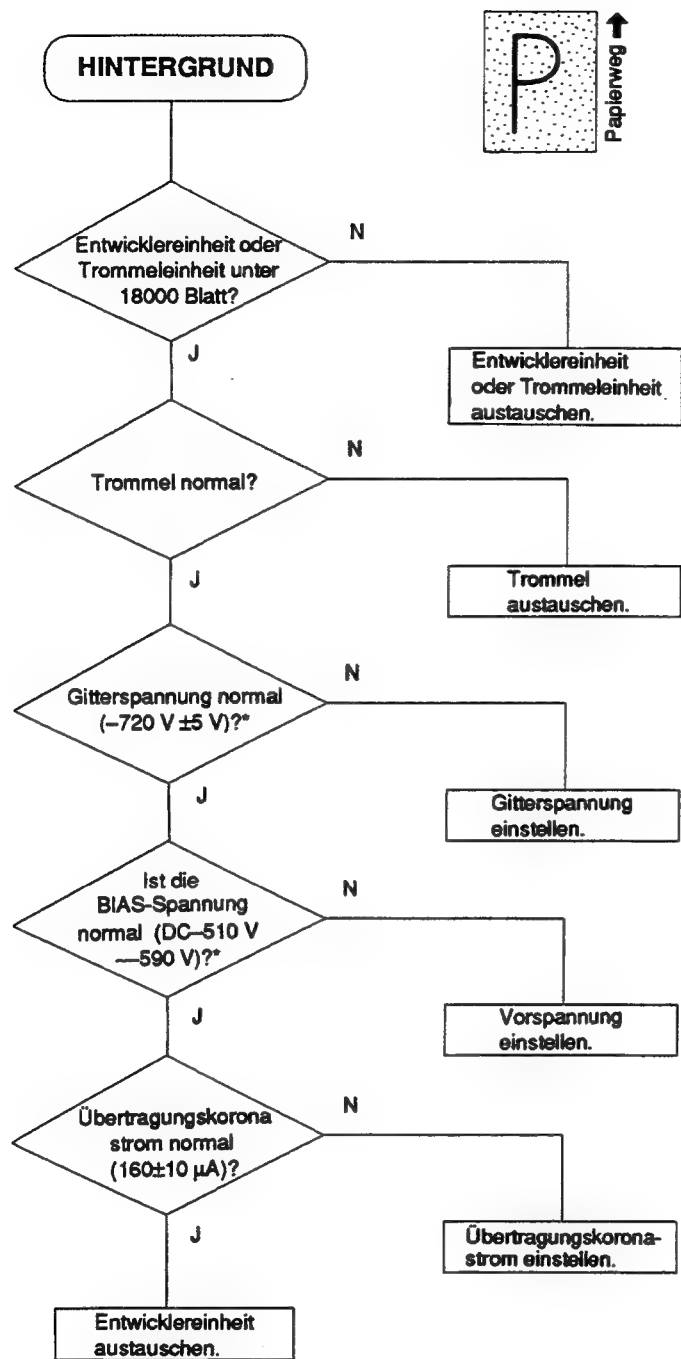 HINTERGRUND
P
Papierweg
Entwicklereinheit oder
Trommeleinheit unter
18000 Blatt?
N
J
Entwicklereinheit
oder Trommeleinheit
austauschen.
Trommel normal?
N
J
Trommel
austauschen.
Gitterspannung normal
(–720 V ±5 V)?*
N
J
Gitterspannung
einstellen.
Ist die
BIAS-Spannung
normal (DC–510 V
—590 V)?*
N
J
Vorspannung
einstellen.
Übertragungskorona
strom normal
(160±10 µA)?
N
J
Übertragungskorona-
strom einstellen.
Entwicklereinheit
austauschen.